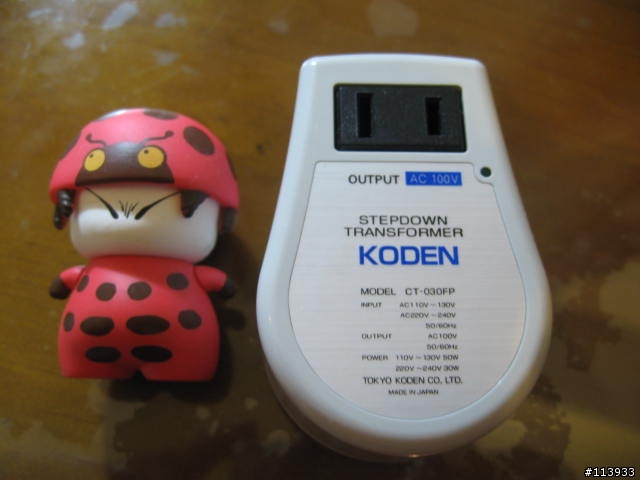 OUTPUT AC 100V
STEPDOWN
TRANSFORMER
KODEN
MODEL CT-030FP
INPUT AC110V～130V
AC220V～240V
50/60Hz
OUTPUT AC100V
50/60Hz
POWER 110V～130V 50W
220V～240V 30W
TOKYO KODEN CO., LTD.
MADE IN JAPAN
#113933